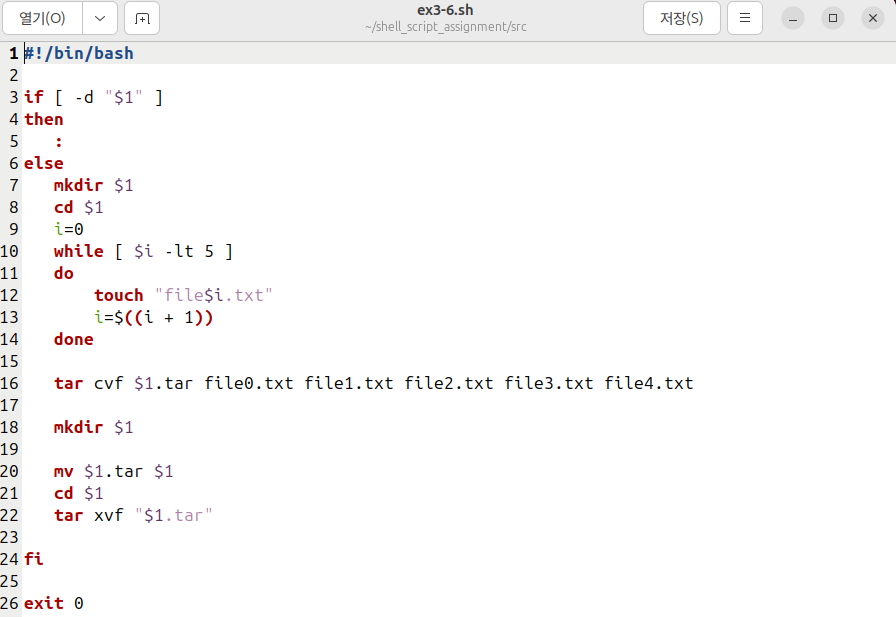 열기(O)
ex3-6.sh
~/shell_script_assignment/src
저장(S)
1 #!/bin/bash
2
3 if [ -d "$1" ]
4 then
5    :
6 else
7    mkdir $1
8    cd $1
9    i=0
10    while [ $i -lt 5 ]
11    do
12        touch "file$i.txt"
13        i=$((i + 1))
14    done
15
16    tar cvf $1.tar file0.txt file1.txt file2.txt file3.txt file4.txt
17
18    mkdir $1
19
20    mv $1.tar $1
21    cd $1
22    tar xvf "$1.tar"
23
24 fi
25
26 exit 0